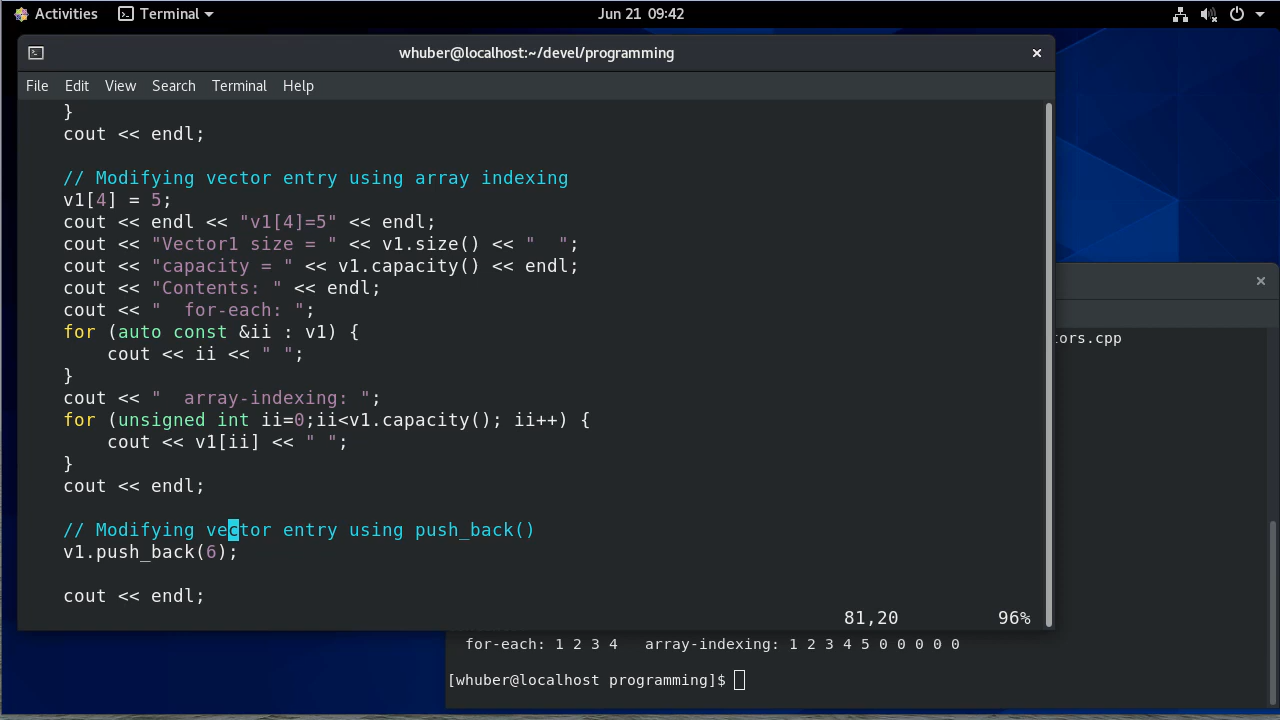 Activities Terminal Jun 21 09:42
whuber@localhost:~/devel/programming
File Edit View Search Terminal Help
}
cout << endl;
// Modifying vector entry using array indexing
v1[4] = 5;
cout << endl << "v1[4]=5" << endl;
cout << "Vector1 size = " << v1.size() << "  ";
cout << "capacity = " << v1.capacity() << endl;
cout << "Contents: " << endl;
cout << "  for-each: ";
for (auto const &ii : v1) {
    cout << ii << " ";
}
cout << "  array-indexing: ";
for (unsigned int ii=0;ii<v1.capacity(); ii++) {
    cout << v1[ii] << " ";
}
cout << endl;
// Modifying vector entry using push_back()
v1.push_back(6);
cout << endl;
81,20 96%
tors.cpp
for-each: 1 2 3 4   array-indexing: 1 2 3 4 5 0 0 0 0 0
[whuber@localhost programming]$